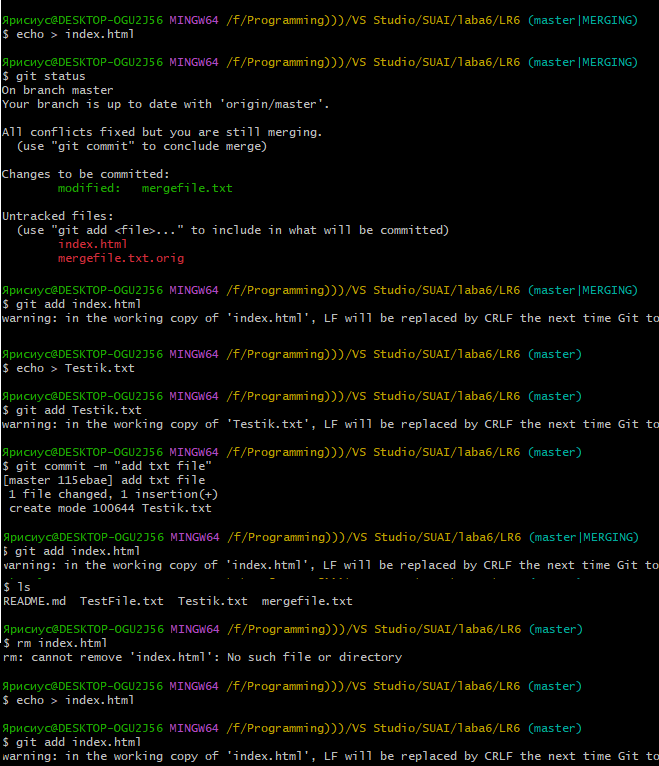 Ярисиус@DESKTOP-OGU2J56 MINGW64 /f/Programming)))/VS Studio/SUAI/laba6/LR6 (master|MERGING)
$ echo > index.html
Ярисиус@DESKTOP-OGU2J56 MINGW64 /f/Programming)))/VS Studio/SUAI/laba6/LR6 (master|MERGING)
$ git status
On branch master
Your branch is up to date with 'origin/master'.
All conflicts fixed but you are still merging.
(use "git commit" to conclude merge)
Changes to be committed:
modified: mergefile.txt
Untracked files:
(use "git add <file>..." to include in what will be committed)
index.html
mergefile.txt.orig
Ярисиус@DESKTOP-OGU2J56 MINGW64 /f/Programming)))/VS Studio/SUAI/laba6/LR6 (master|MERGING)
$ git add index.html
warning: in the working copy of 'index.html', LF will be replaced by CRLF the next time Git to
Ярисиус@DESKTOP-OGU2J56 MINGW64 /f/Programming)))/VS Studio/SUAI/laba6/LR6 (master)
$ echo > Testik.txt
Ярисиус@DESKTOP-OGU2J56 MINGW64 /f/Programming)))/VS Studio/SUAI/laba6/LR6 (master)
$ git add Testik.txt
warning: in the working copy of 'Testik.txt', LF will be replaced by CRLF the next time Git to
Ярисиус@DESKTOP-OGU2J56 MINGW64 /f/Programming)))/VS Studio/SUAI/laba6/LR6 (master)
$ git commit -m "add txt file"
[master 115ebae] add txt file
1 file changed, 1 insertion(+)
create mode 100644 Testik.txt
Ярисиус@DESKTOP-OGU2J56 MINGW64 /f/Programming)))/VS Studio/SUAI/laba6/LR6 (master|MERGING)
$ git add index.html
warning: in the working copy of 'index.html', LF will be replaced by CRLF the next time Git to
$ ls
README.md TestFile.txt Testik.txt mergefile.txt
Ярисиус@DESKTOP-OGU2J56 MINGW64 /f/Programming)))/VS Studio/SUAI/laba6/LR6 (master)
$ rm index.html
rm: cannot remove 'index.html': No such file or directory
Ярисиус@DESKTOP-OGU2J56 MINGW64 /f/Programming)))/VS Studio/SUAI/laba6/LR6 (master)
$ echo > index.html
Ярисиус@DESKTOP-OGU2J56 MINGW64 /f/Programming)))/VS Studio/SUAI/laba6/LR6 (master)
$ git add index.html
warning: in the working copy of 'index.html', LF will be replaced by CRLF the next time Git to